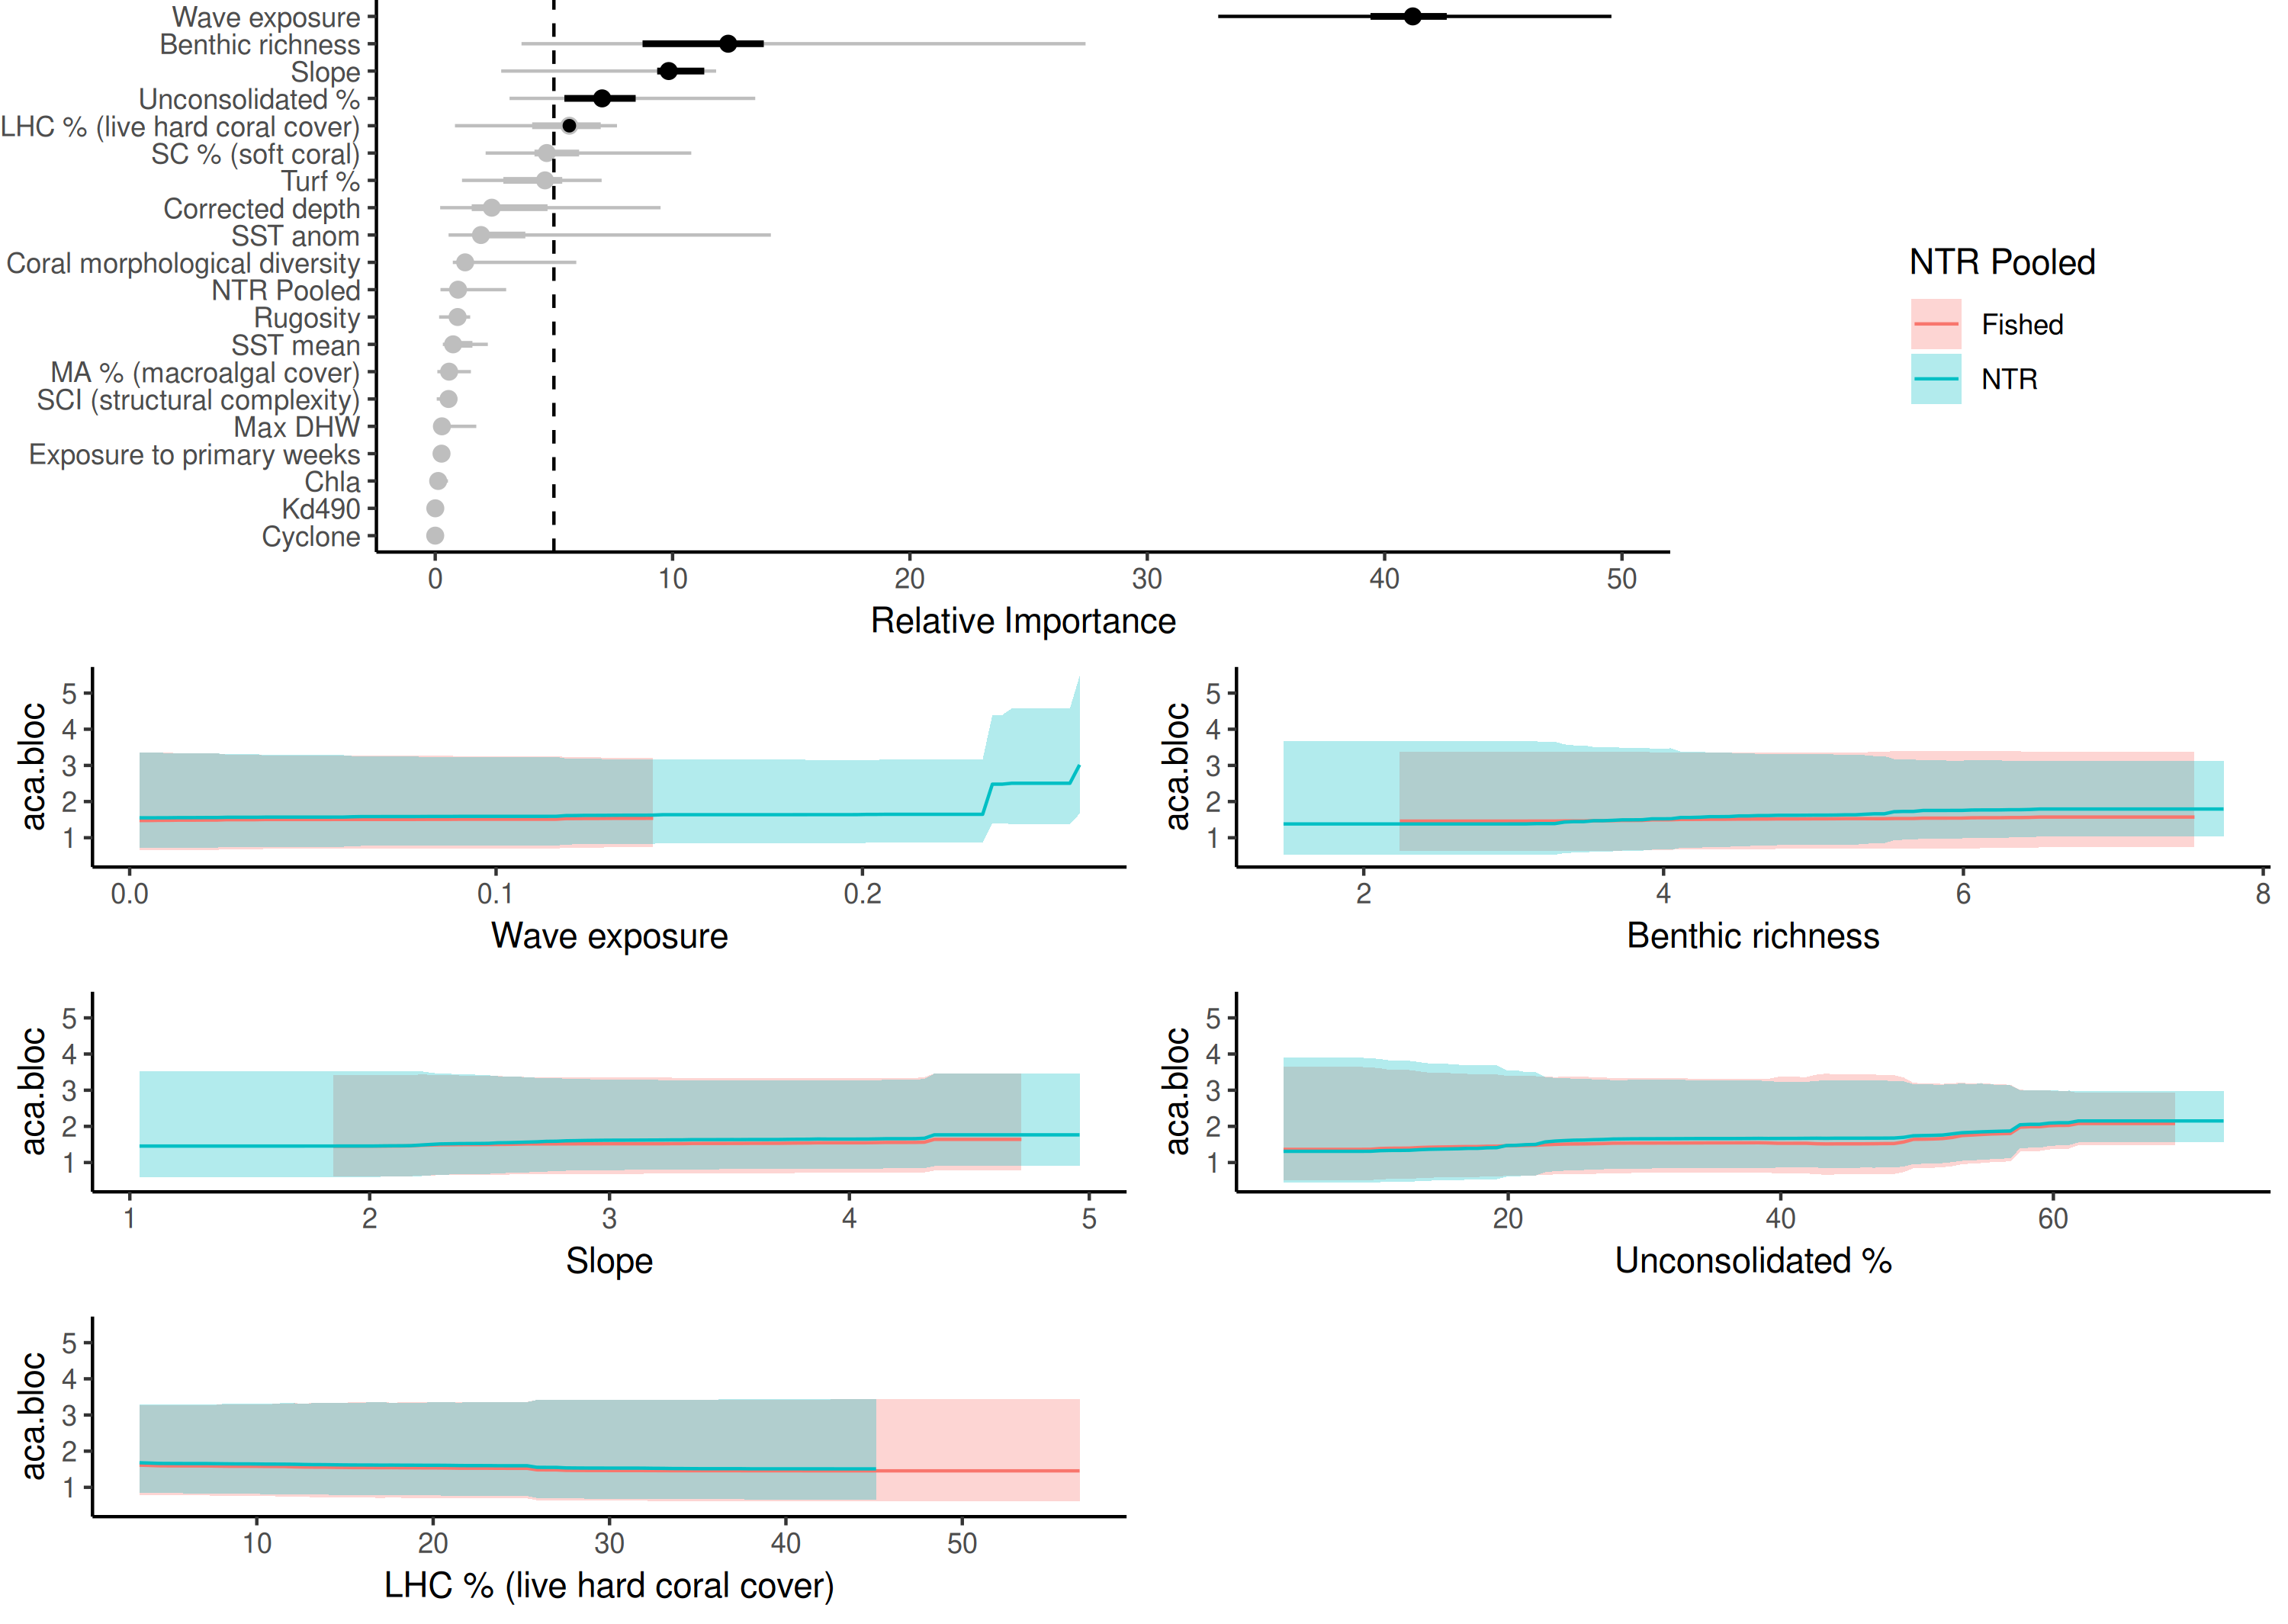 Wave exposure
Benthic richness
Slope
Unconsolidated %
LHC % (live hard coral cover)
SC % (soft coral)
Turf %
Corrected depth
SST anom
Coral morphological diversity
NTR Pooled
Rugosity
SST mean
MA % (macroalgal cover)
SCI (structural complexity)
Max DHW
Exposure to primary weeks
Chla
Kd490
Cyclone
0 10 20 30 40 50
Relative Importance
NTR Pooled
Fished
NTR
aca.bloc
5
4
3
2
1
0.0 0.1 0.2
Wave exposure
aca.bloc
5
4
3
2
1
2 4 6 8
Benthic richness
aca.bloc
5
4
3
2
1
1 2 3 4 5
Slope
aca.bloc
5
4
3
2
1
20 40 60
Unconsolidated %
aca.bloc
5
4
3
2
1
10 20 30 40 50
LHC % (live hard coral cover)